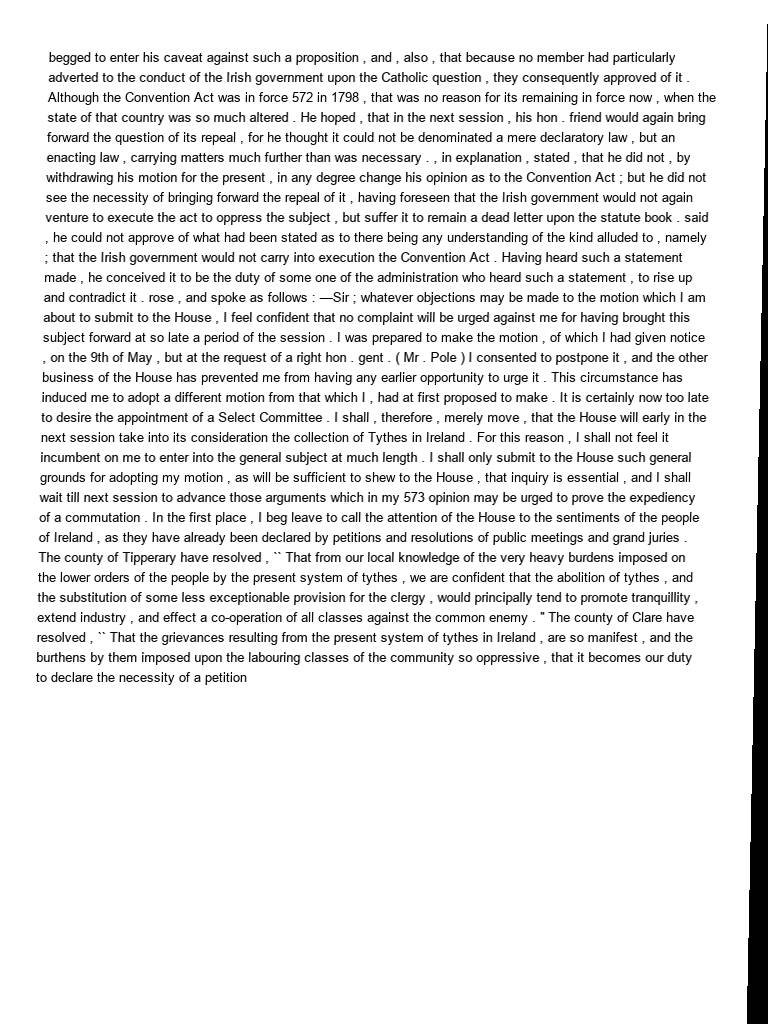 begged to enter his caveat against such a proposition , and , also , that because no member had particularly
adverted to the conduct of the Irish government upon the Catholic question , they consequently approved of it .
Although the Convention Act was in force 572 in 1798 , that was no reason for its remaining in force now , when the
state of that country was so much altered . He hoped , that in the next session , his hon . friend would again bring
forward the question of its repeal , for he thought it could not be denominated a mere declaratory law , but an
enacting law , carrying matters much further than was necessary . , in explanation , stated , that he did not , by
withdrawing his motion for the present , in any degree change his opinion as to the Convention Act ; but he did not
see the necessity of bringing forward the repeal of it , having foreseen that the Irish government would not again
venture to execute the act to oppress the subject , but suffer it to remain a dead letter upon the statute book . said
, he could not approve of what had been stated as to there being any understanding of the kind alluded to , namely
; that the Irish government would not carry into execution the Convention Act . Having heard such a statement
made , he conceived it to be the duty of some one of the administration who heard such a statement , to rise up
and contradict it . rose , and spoke as follows : —Sir ; whatever objections may be made to the motion which I am
about to submit to the House , I feel confident that no complaint will be urged against me for having brought this
subject forward at so late a period of the session . I was prepared to make the motion , of which I had given notice
, on the 9th of May , but at the request of a right hon . gent . ( Mr . Pole ) I consented to postpone it , and the other
business of the House has prevented me from having any earlier opportunity to urge it . This circumstance has
induced me to adopt a different motion from that which I , had at first proposed to make . It is certainly now too late
to desire the appointment of a Select Committee . I shall , therefore , merely move , that the House will early in the
next session take into its consideration the collection of Tythes in Ireland . For this reason , I shall not feel it
incumbent on me to enter into the general subject at much length . I shall only submit to the House such general
grounds for adopting my motion , as will be sufficient to shew to the House , that inquiry is essential , and I shall
wait till next session to advance those arguments which in my 573 opinion may be urged to prove the expediency
of a commutation . In the first place , I beg leave to call the attention of the House to the sentiments of the people
of Ireland , as they have already been declared by petitions and resolutions of public meetings and grand juries .
The county of Tipperary have resolved , `` That from our local knowledge of the very heavy burdens imposed on
the lower orders of the people by the present system of tythes , we are confident that the abolition of tythes , and
the substitution of some less exceptionable provision for the clergy , would principally tend to promote tranquillity ,
extend industry , and effect a co-operation of all classes against the common enemy . " The county of Clare have
resolved , `` That the grievances resulting from the present system of tythes in Ireland , are so manifest , and the
burthens by them imposed upon the labouring classes of the community so oppressive , that it becomes our duty
to declare the necessity of a petition